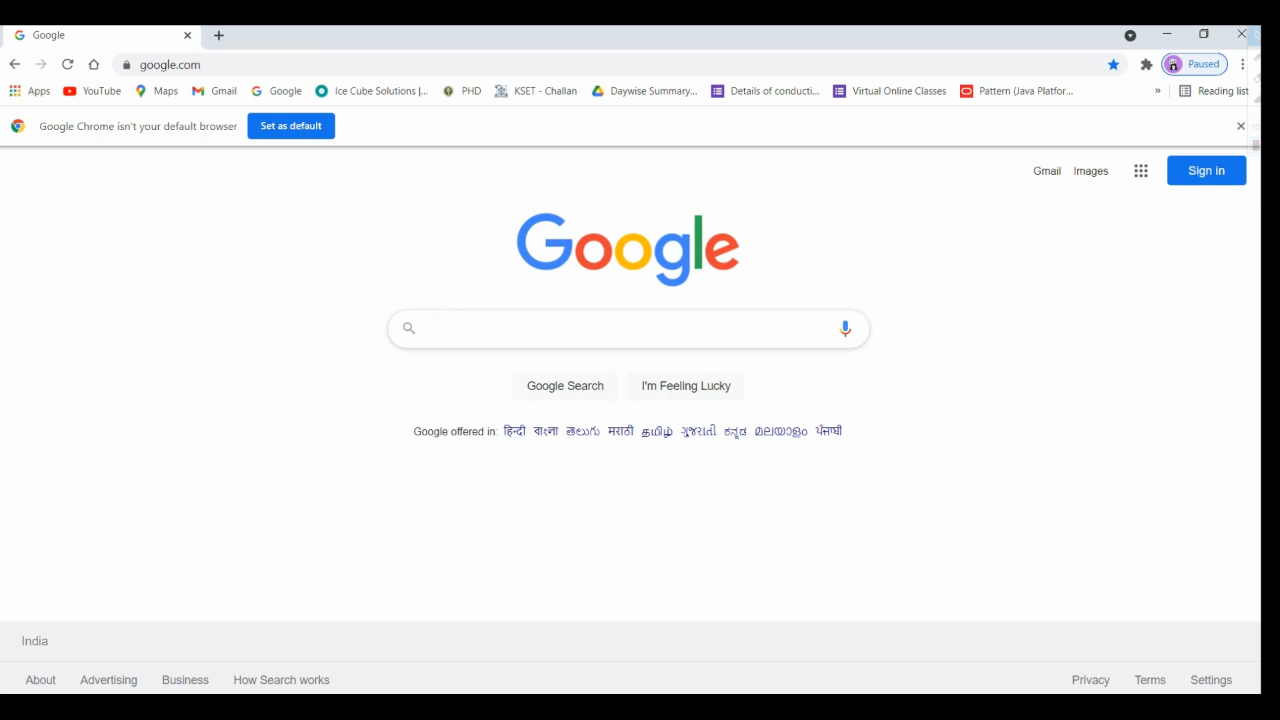 Google
google.com
Paused
Apps YouTube Maps Gmail Google Ice Cube Solutions |... PHD KSET - Challan Daywise Summary... Details of conducti... Virtual Online Classes Pattern (Java Platfor... » Reading list
Google Chrome isn't your default browser Set as default
Gmail Images Sign in
Google
Google Search I'm Feeling Lucky
Google offered in: हिन्दी বাংলা తెలుగు मराठी தமிழ் ગુજરાતી ಕನ್ನಡ മലയാളം ਪੰਜਾਬੀ
India
About Advertising Business How Search works Privacy Terms Settings